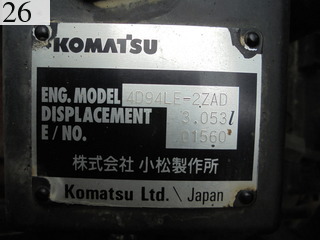 26
KOMATSU
ENG. MODEL 4D94LE-2ZAD
DISPLACEMENT 3.053ℓ
E / NO. 01560
株式会社 小松製作所
Komatsu Ltd. \ Japan